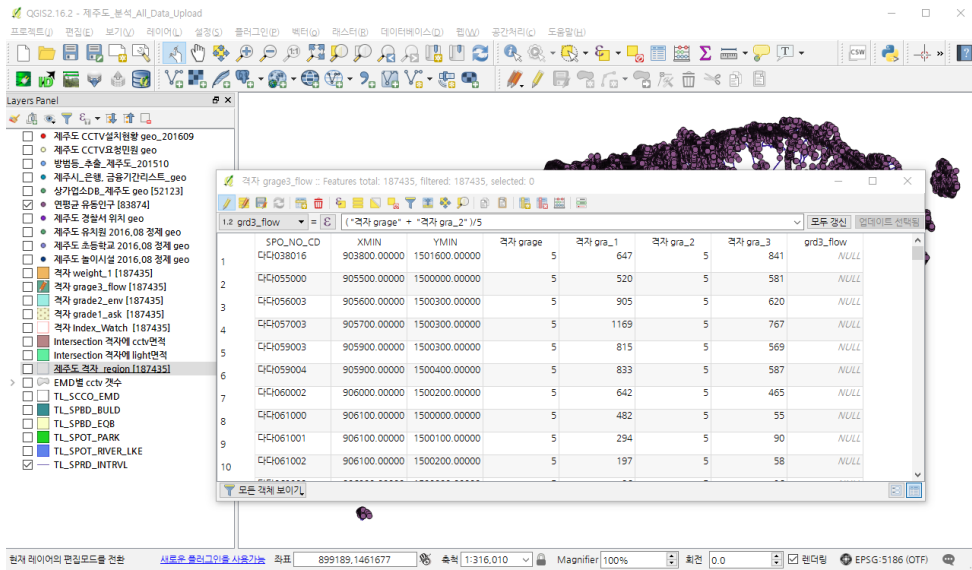 QGIS2.16.2 - 제주도_분석_All_Data_Upload
프로젝트(J) 편집(E) 보기(V) 레이어(L) 설정(S) 플러그인(P) 벡터(O) 래스터(R) 데이터베이스(D) 웹(W) 공간처리(C) 도움말(H)
CSW
Layers Panel
제주도 CCTV설치현황 geo_201609
제주도 CCTV요청민원 geo
방범등_추출_제주도_201510
제주시_은행, 금융기간리스트_geo
상가업소DB_제주도 geo [52123]
연평균 유동인구 [83874]
제주도 경찰서 위치 geo
제주도 유치원 2016,08 정제 geo
제주도 초등학교 2016,08 정제 geo
제주도 놀이시설 2016,08 정제 geo
격자 weight_1 [187435]
격자 grage3_flow [187435]
격자 grade2_env [187435]
격자 grade1_ask [187435]
격자 Index_Watch [187435]
Intersection 격자에 cctv면적
Intersection 격자에 light면적
제주도 격자_region [187435]
EMD별 cctv 갯수
TL_SCCO_EMD
TL_SPBD_BULD
TL_SPBD_EQB
TL_SPOT_PARK
TL_SPOT_RIVER_LKE
TL_SPRD_INTRVL
격자 grage3_flow :: Features total: 187435, filtered: 187435, selected: 0
1.2 grd3_flow = ε ("격자 grage" + "격자 gra_2" )/5 모두 갱신 업데이트 선택됨
SPO_NO_CD XMIN YMIN 격자 grage 격자 gra_1 격자 gra_2 격자 gra_3 grd3_flow
1 다다038016 903800.00000 1501600.00000 5 647 5 841 NULL
2 다다055000 905500.00000 1500000.00000 5 520 5 581 NULL
3 다다056003 905600.00000 1500300.00000 5 905 5 620 NULL
4 다다057003 905700.00000 1500300.00000 5 1169 5 767 NULL
5 다다059003 905900.00000 1500300.00000 5 815 5 569 NULL
6 다다059004 905900.00000 1500400.00000 5 833 5 587 NULL
7 다다060002 906000.00000 1500200.00000 5 642 5 465 NULL
8 다다061000 906100.00000 1500000.00000 5 482 5 55 NULL
9 다다061001 906100.00000 1500100.00000 5 294 5 90 NULL
10 다다061002 906100.00000 1500200.00000 5 197 5 58 NULL
모든 객체 보이기
현재 레이어의 편집모드를 전환 새로운 플러그인을 사용가능 좌표 899189,1461677 축척 1:316,010 Magnifier 100% 회전 0.0 렌더링 EPSG:5186 (OTF)